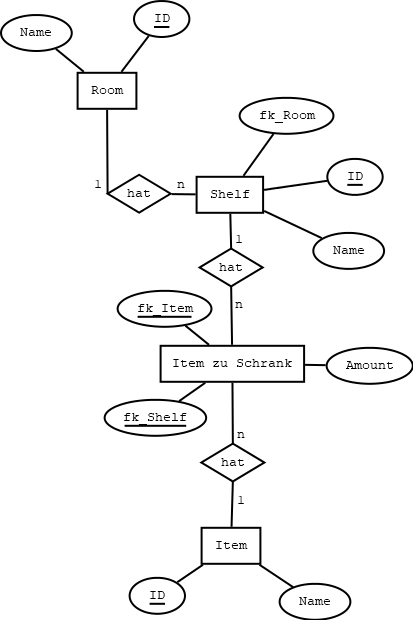 ID
Name
Room
fk_Room
ID
1
hat
n
Shelf
1
Name
hat
n
fk_Item
Item zu Schrank
Amount
fk_Shelf
n
hat
1
Item
ID
Name